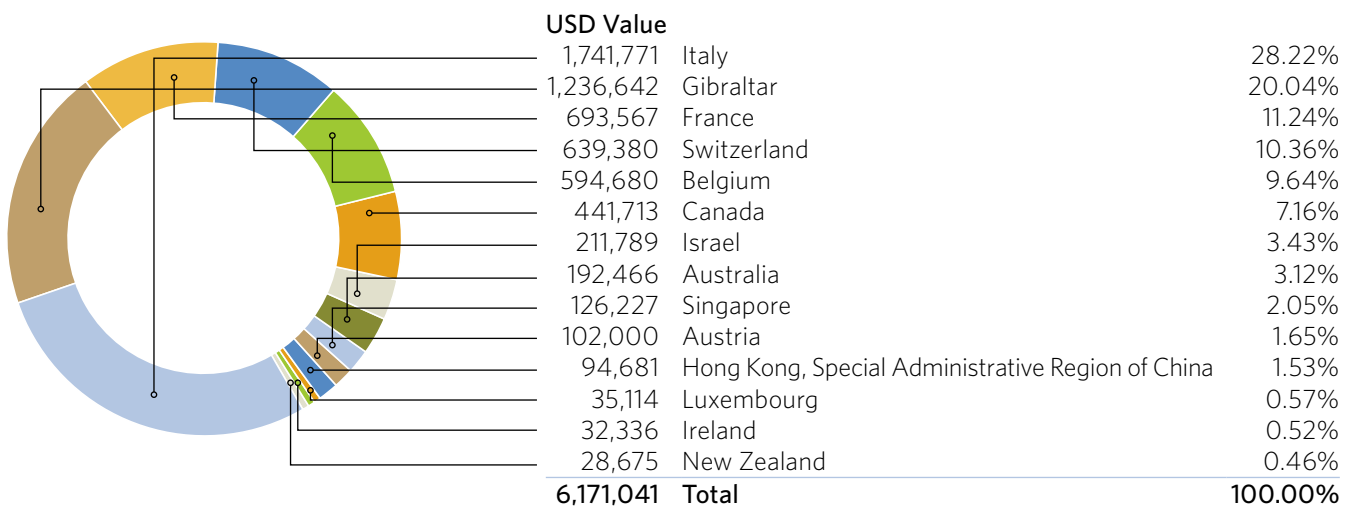 USD Value
1,741,771 Italy 28.22%
1,236,642 Gibraltar 20.04%
693,567 France 11.24%
639,380 Switzerland 10.36%
594,680 Belgium 9.64%
441,713 Canada 7.16%
211,789 Israel 3.43%
192,466 Australia 3.12%
126,227 Singapore 2.05%
102,000 Austria 1.65%
94,681 Hong Kong, Special Administrative Region of China 1.53%
35,114 Luxembourg 0.57%
32,336 Ireland 0.52%
28,675 New Zealand 0.46%
6,171,041 Total 100.00%